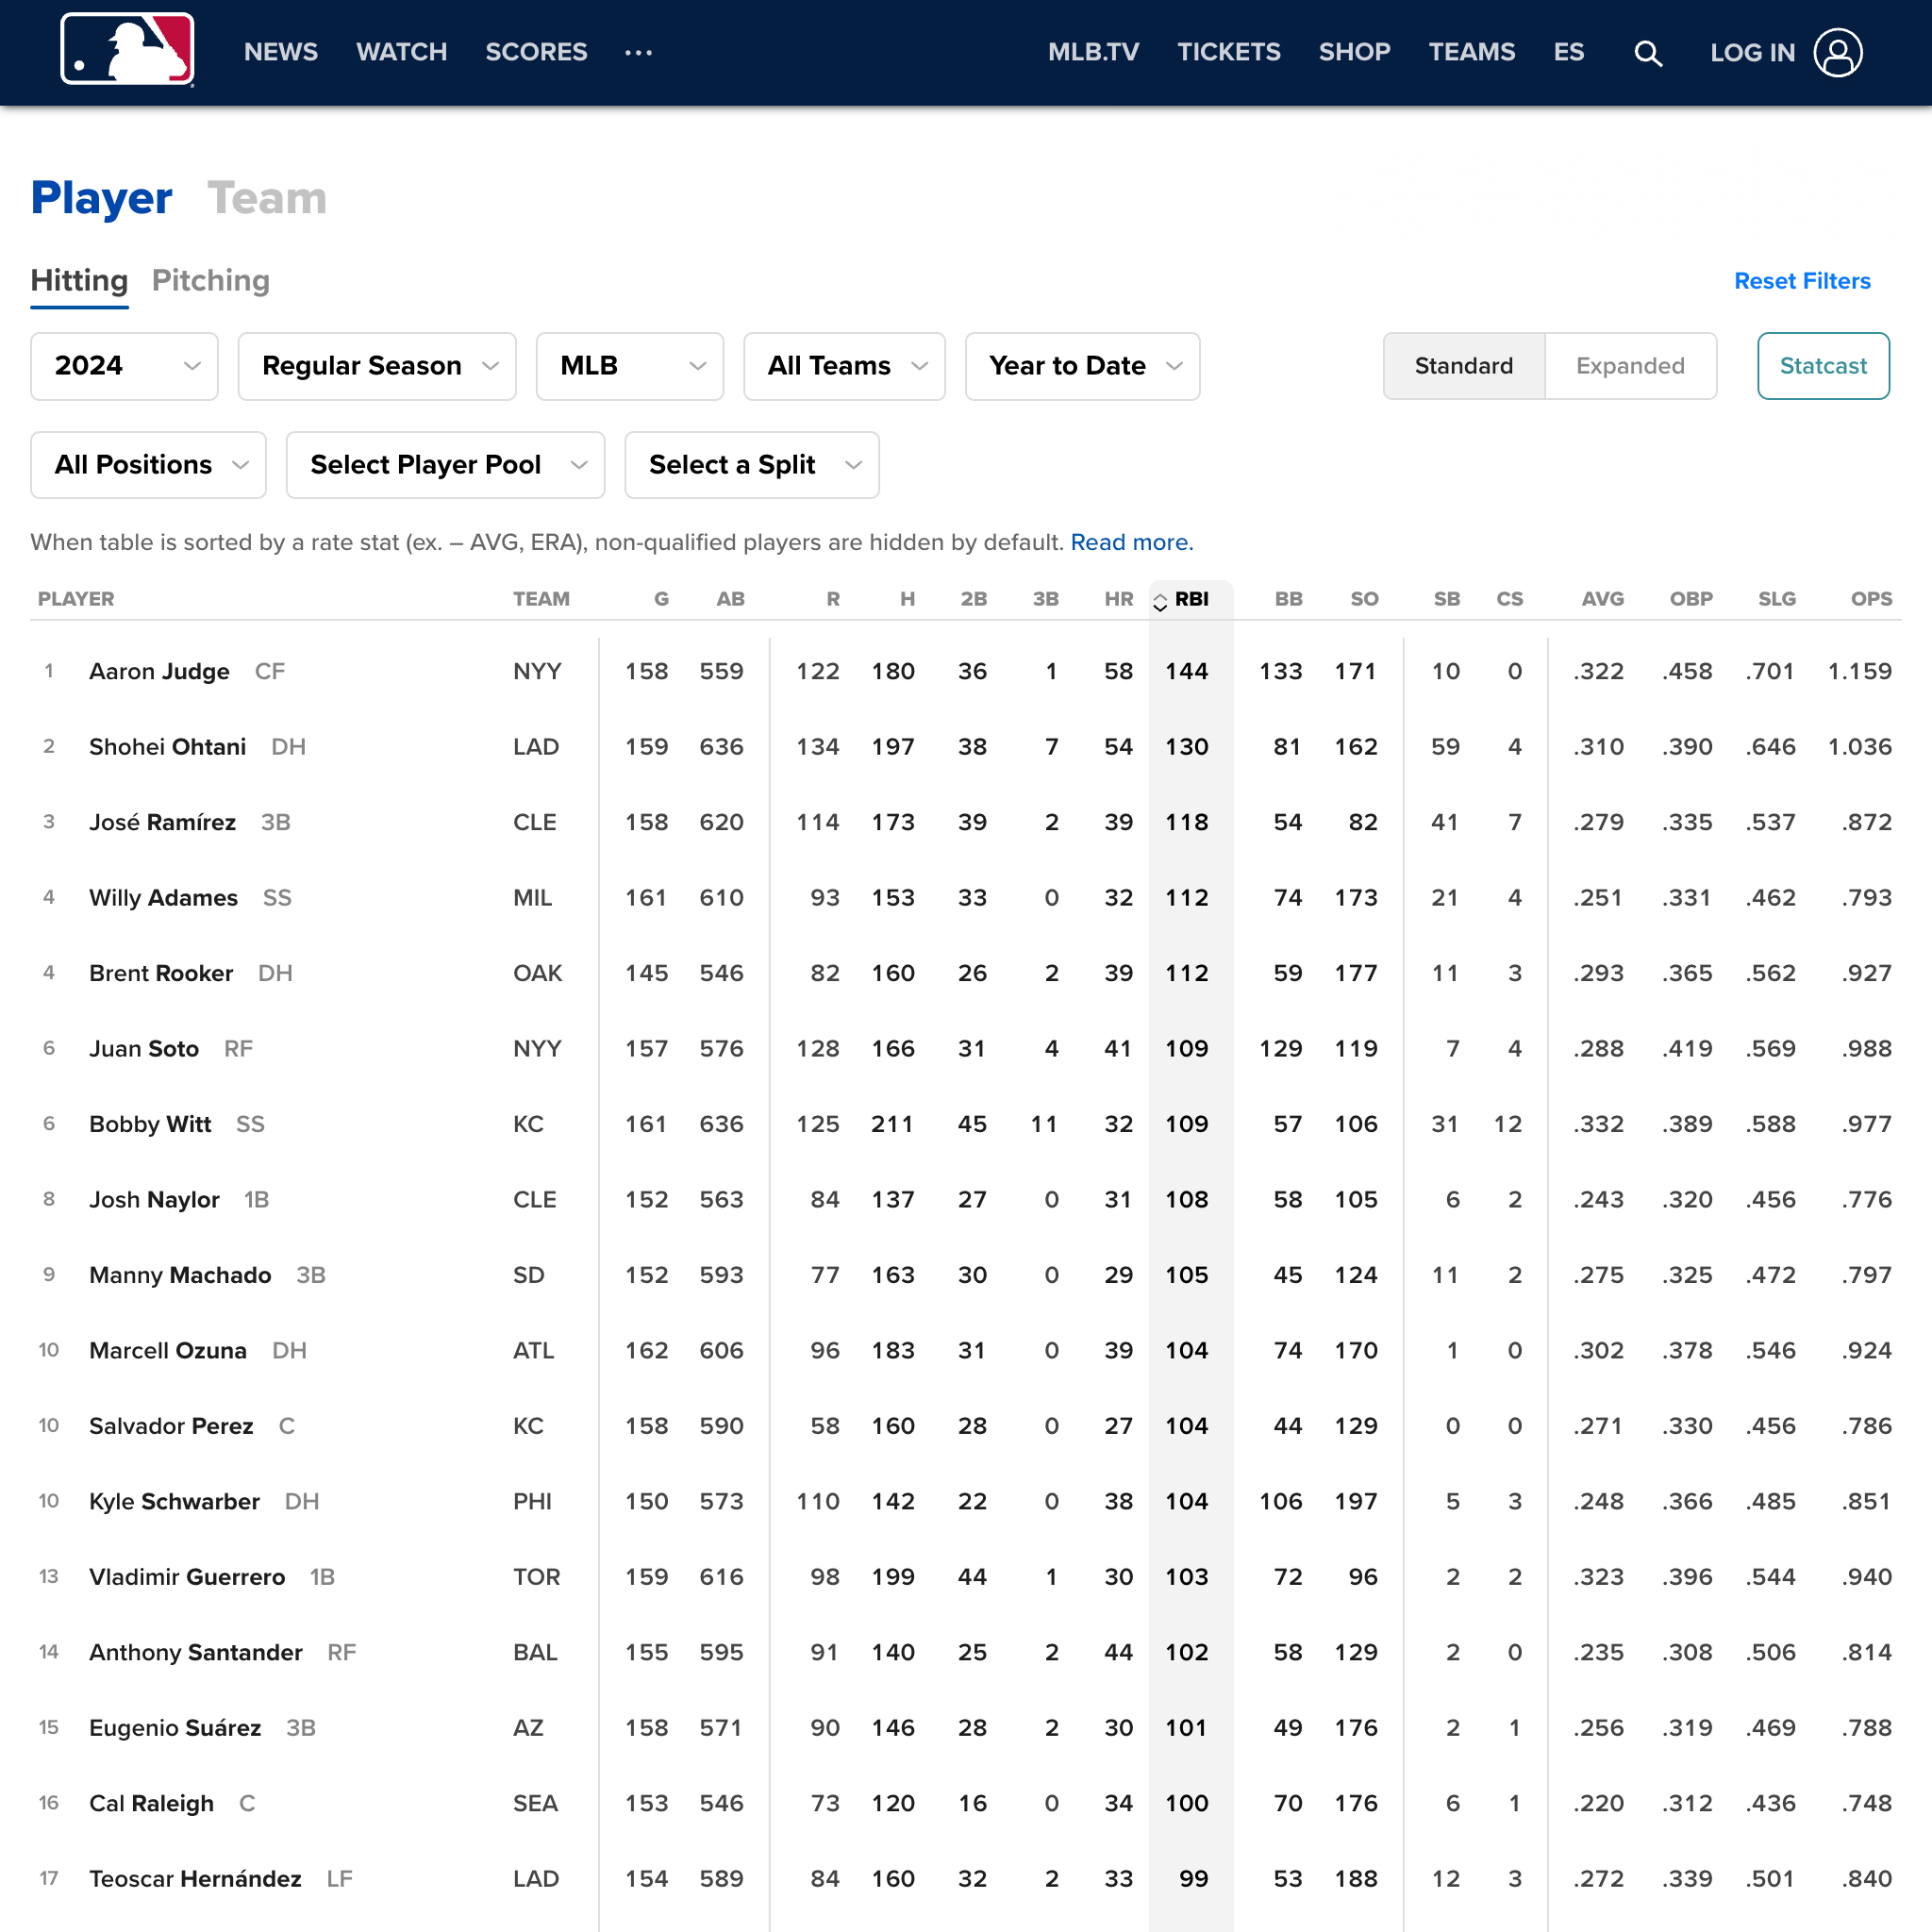 NEWS WATCH SCORES ... MLB.TV TICKETS SHOP TEAMS ES LOG IN
Player Team
Hitting Pitching Reset Filters
2024 Regular Season MLB All Teams Year to Date Standard Expanded Statcast
All Positions Select Player Pool Select a Split
When table is sorted by a rate stat (ex. – AVG, ERA), non-qualified players are hidden by default. Read more.
PLAYER TEAM G AB R H 2B 3B HR RBI BB SO SB CS AVG OBP SLG OPS
1 Aaron Judge CF NYY 158 559 122 180 36 1 58 144 133 171 10 0 .322 .458 .701 1.159
2 Shohei Ohtani DH LAD 159 636 134 197 38 7 54 130 81 162 59 4 .310 .390 .646 1.036
3 José Ramírez 3B CLE 158 620 114 173 39 2 39 118 54 82 41 7 .279 .335 .537 .872
4 Willy Adames SS MIL 161 610 93 153 33 0 32 112 74 173 21 4 .251 .331 .462 .793
4 Brent Rooker DH OAK 145 546 82 160 26 2 39 112 59 177 11 3 .293 .365 .562 .927
6 Juan Soto RF NYY 157 576 128 166 31 4 41 109 129 119 7 4 .288 .419 .569 .988
6 Bobby Witt SS KC 161 636 125 211 45 11 32 109 57 106 31 12 .332 .389 .588 .977
8 Josh Naylor 1B CLE 152 563 84 137 27 0 31 108 58 105 6 2 .243 .320 .456 .776
9 Manny Machado 3B SD 152 593 77 163 30 0 29 105 45 124 11 2 .275 .325 .472 .797
10 Marcell Ozuna DH ATL 162 606 96 183 31 0 39 104 74 170 1 0 .302 .378 .546 .924
10 Salvador Perez C KC 158 590 58 160 28 0 27 104 44 129 0 0 .271 .330 .456 .786
10 Kyle Schwarber DH PHI 150 573 110 142 22 0 38 104 106 197 5 3 .248 .366 .485 .851
13 Vladimir Guerrero 1B TOR 159 616 98 199 44 1 30 103 72 96 2 2 .323 .396 .544 .940
14 Anthony Santander RF BAL 155 595 91 140 25 2 44 102 58 129 2 0 .235 .308 .506 .814
15 Eugenio Suárez 3B AZ 158 571 90 146 28 2 30 101 49 176 2 1 .256 .319 .469 .788
16 Cal Raleigh C SEA 153 546 73 120 16 0 34 100 70 176 6 1 .220 .312 .436 .748
17 Teoscar Hernández LF LAD 154 589 84 160 32 2 33 99 53 188 12 3 .272 .339 .501 .840